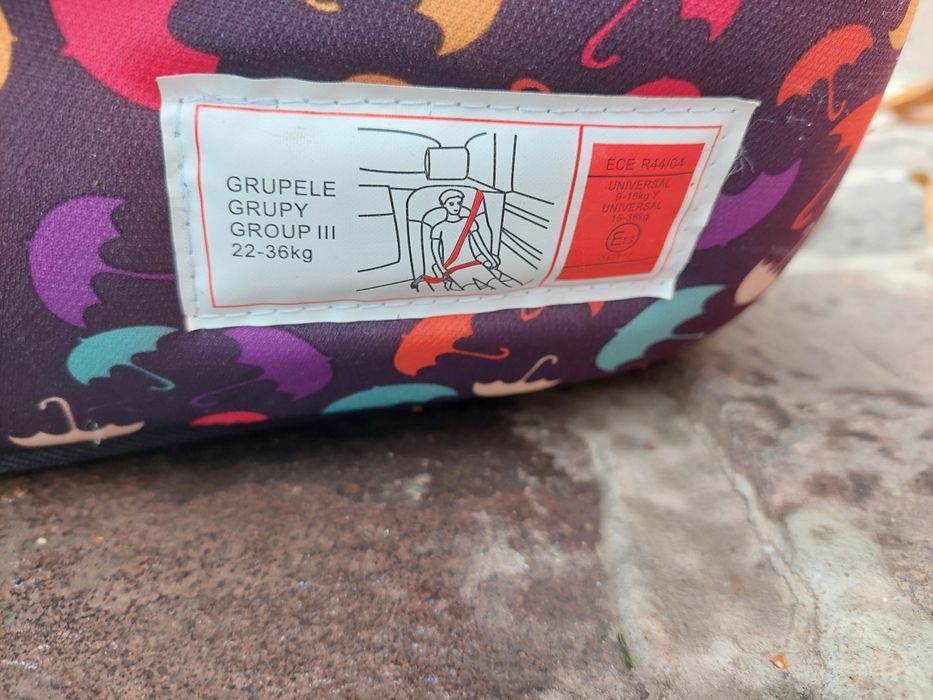 GRUPELE
GRUPY
GROUP III
22-36kg
ECE R44/04
UNIVERSAL
9-18kg Y
UNIVERSAL
15-36kg